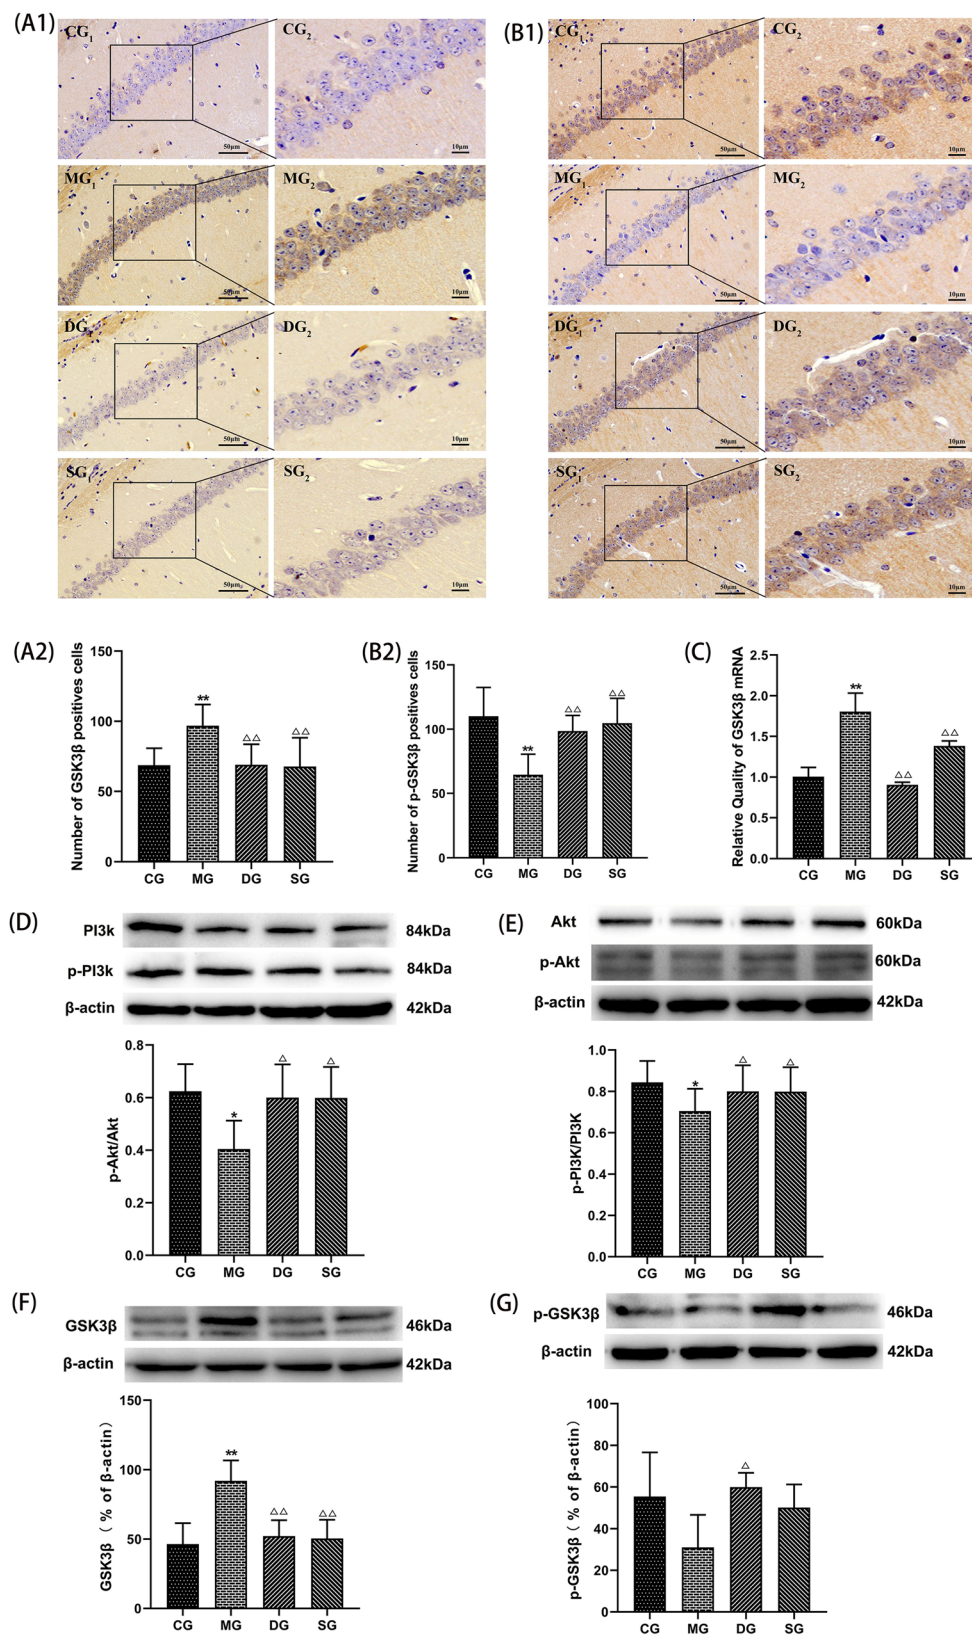 (A1)
CG1
CG2
50μm
10μm
MG1
MG2
50μm
10μm
DG1
DG2
50μm
10μm
SG1
SG2
50μm
10μm
(B1)
CG1
CG2
50μm
10μm
MG1
MG2
50μm
10μm
DG1
DG2
50μm
10μm
SG1
SG2
50μm
10μm
(A2)
Number of GSK3β positives cells
150
100
50
0
**
△△
△△
CG MG DG SG
(B2)
Number of p-GSK3β positives cells
150
100
50
0
**
△△
△△
CG MG DG SG
(C)
Relative Quality of GSK3β mRNA
2.5
2.0
1.5
1.0
0.5
0.0
**
△△
△△
CG MG DG SG
(D)
PI3k 84kDa
p-PI3k 84kDa
β-actin 42kDa
p-Akt/Akt
0.8
0.6
0.4
0.2
0.0
*
△
△
CG MG DG SG
(E)
Akt 60kDa
p-Akt 60kDa
β-actin 42kDa
p-PI3K/PI3K
1.0
0.8
0.6
0.4
0.2
0.0
*
△
△
CG MG DG SG
(F)
GSK3β 46kDa
β-actin 42kDa
GSK3β ( % of β-actin)
150
100
50
0
**
△△
△△
CG MG DG SG
(G)
p-GSK3β 46kDa
β-actin 42kDa
p-GSK3β ( % of β-actin)
100
80
60
40
20
0
△
CG MG DG SG